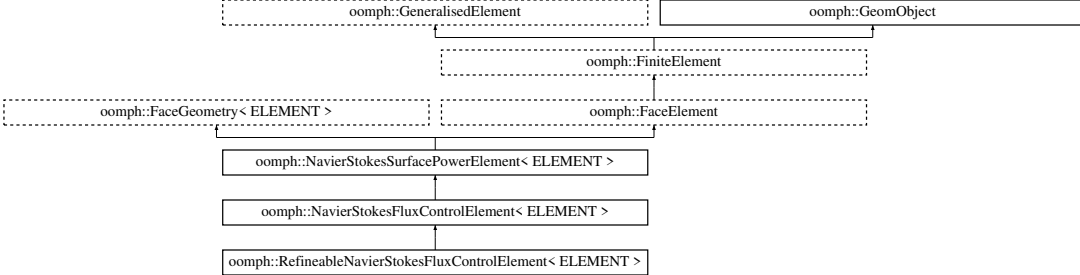 oomph::GeneralisedElement
oomph::GeomObject
oomph::FiniteElement
oomph::FaceGeometry< ELEMENT >
oomph::FaceElement
oomph::NavierStokesSurfacePowerElement< ELEMENT >
oomph::NavierStokesFluxControlElement< ELEMENT >
oomph::RefineableNavierStokesFluxControlElement< ELEMENT >